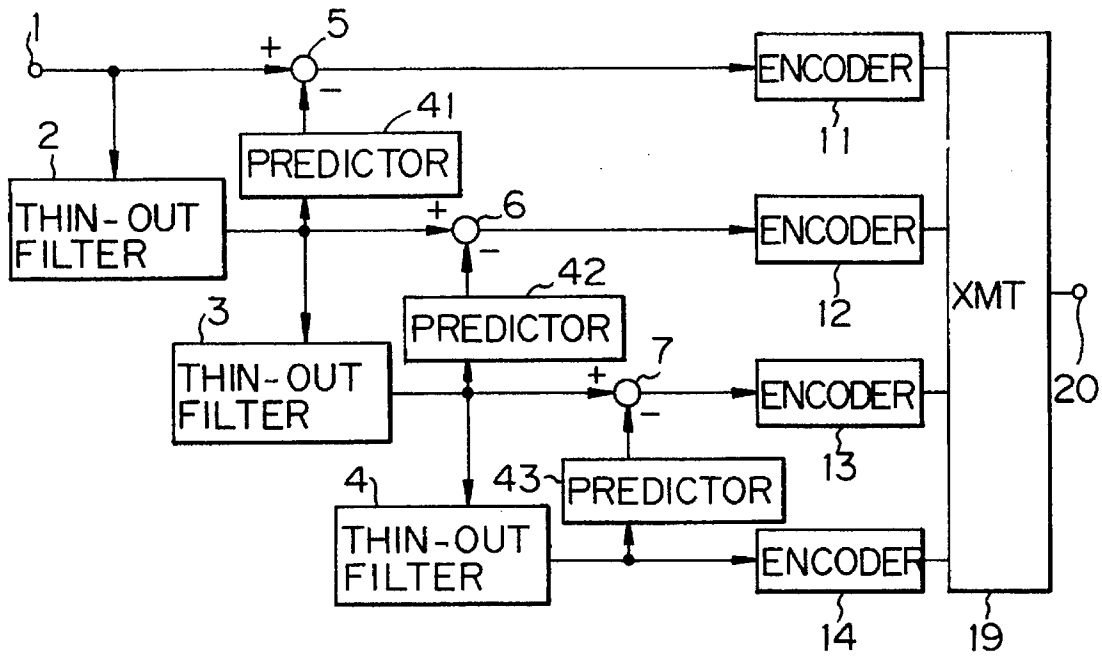 1
+
5
−
ENCODER
11
2
41
PREDICTOR
THIN-OUT
FILTER
+
6
−
ENCODER
12
XMT
20
3
42
PREDICTOR
THIN-OUT
FILTER
+
7
−
ENCODER
13
4
43
PREDICTOR
THIN-OUT
FILTER
ENCODER
14
19